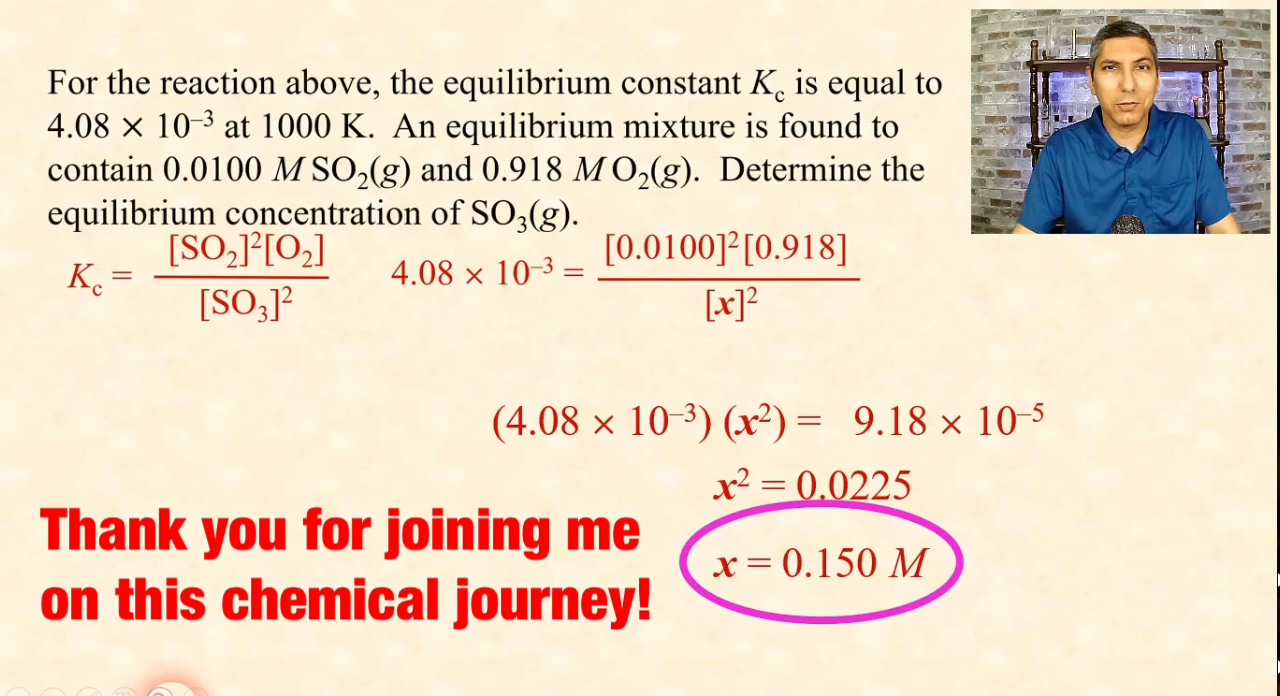 For the reaction above, the equilibrium constant K꜀ is equal to
4.08 × 10⁻³ at 1000 K.  An equilibrium mixture is found to
contain 0.0100 M SO₂(g) and 0.918 M O₂(g).  Determine the
equilibrium concentration of SO₃(g).
K꜀ = [SO₂]²[O₂] / [SO₃]²    4.08 × 10⁻³ = [0.0100]²[0.918] / [x]²
(4.08 × 10⁻³) (x²) = 9.18 × 10⁻⁵
x² = 0.0225
x = 0.150 M
Thank you for joining me
on this chemical journey!